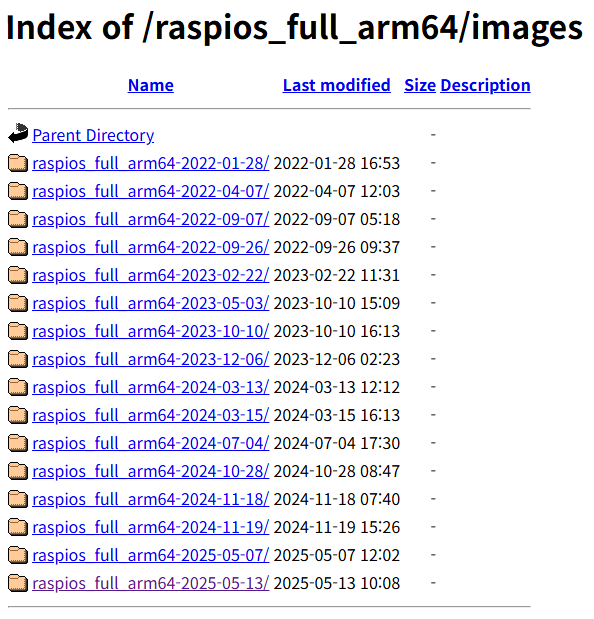 Index of /raspios_full_arm64/images
Name Last modified Size Description
Parent Directory -
raspios_full_arm64-2022-01-28/ 2022-01-28 16:53 -
raspios_full_arm64-2022-04-07/ 2022-04-07 12:03 -
raspios_full_arm64-2022-09-07/ 2022-09-07 05:18 -
raspios_full_arm64-2022-09-26/ 2022-09-26 09:37 -
raspios_full_arm64-2023-02-22/ 2023-02-22 11:31 -
raspios_full_arm64-2023-05-03/ 2023-10-10 15:09 -
raspios_full_arm64-2023-10-10/ 2023-10-10 16:13 -
raspios_full_arm64-2023-12-06/ 2023-12-06 02:23 -
raspios_full_arm64-2024-03-13/ 2024-03-13 12:12 -
raspios_full_arm64-2024-03-15/ 2024-03-15 16:13 -
raspios_full_arm64-2024-07-04/ 2024-07-04 17:30 -
raspios_full_arm64-2024-10-28/ 2024-10-28 08:47 -
raspios_full_arm64-2024-11-18/ 2024-11-18 07:40 -
raspios_full_arm64-2024-11-19/ 2024-11-19 15:26 -
raspios_full_arm64-2025-05-07/ 2025-05-07 12:02 -
raspios_full_arm64-2025-05-13/ 2025-05-13 10:08 -